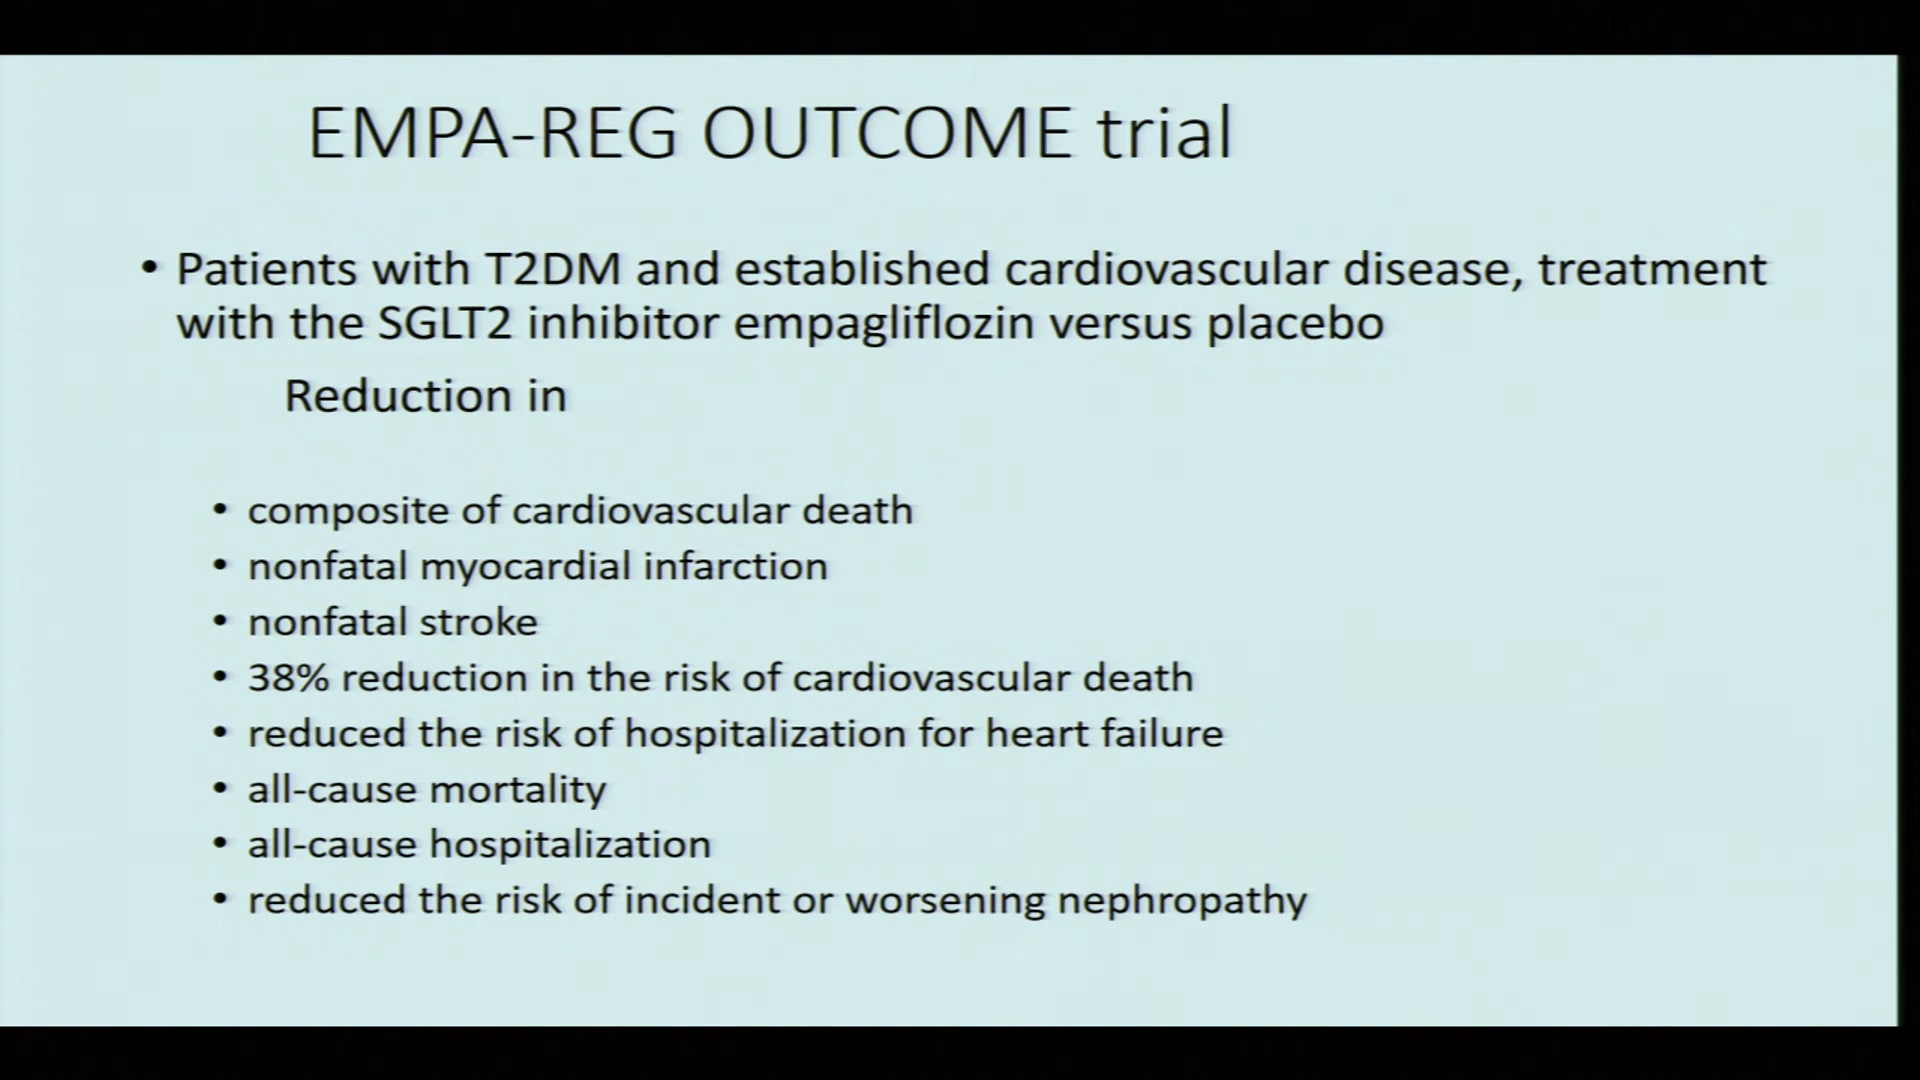 EMPA-REG OUTCOME trial
• Patients with T2DM and established cardiovascular disease, treatment
with the SGLT2 inhibitor empagliflozin versus placebo
Reduction in
• composite of cardiovascular death
• nonfatal myocardial infarction
• nonfatal stroke
• 38% reduction in the risk of cardiovascular death
• reduced the risk of hospitalization for heart failure
• all-cause mortality
• all-cause hospitalization
• reduced the risk of incident or worsening nephropathy